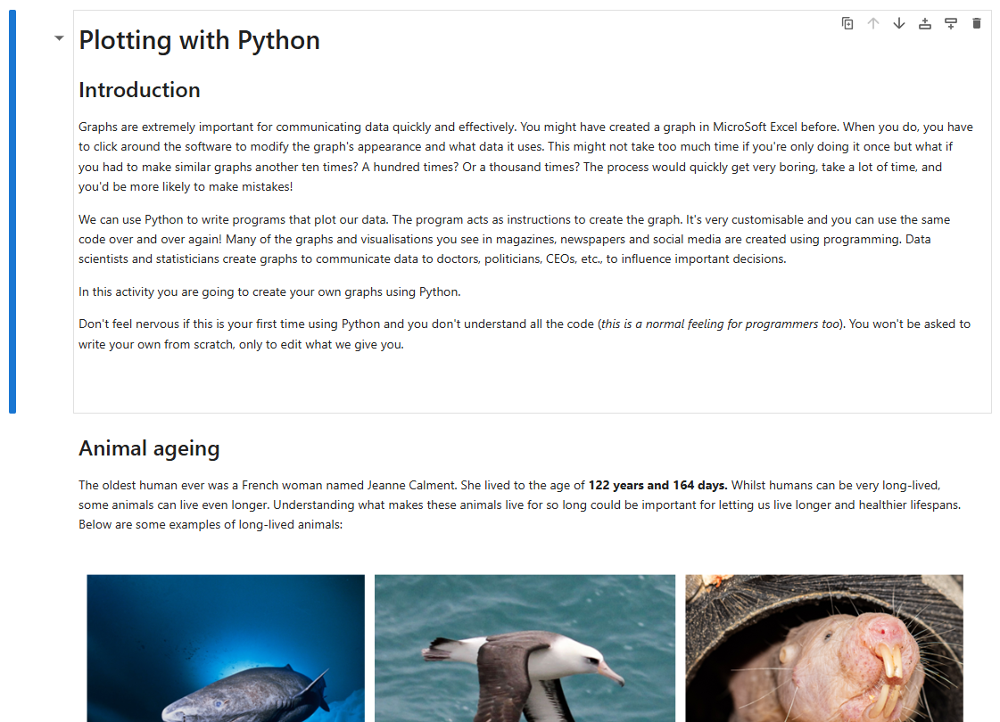 Plotting with Python
Introduction
Graphs are extremely important for communicating data quickly and effectively. You might have created a graph in MicroSoft Excel before. When you do, you have
to click around the software to modify the graph's appearance and what data it uses. This might not take too much time if you're only doing it once but what if
you had to make similar graphs another ten times? A hundred times? Or a thousand times? The process would quickly get very boring, take a lot of time, and
you'd be more likely to make mistakes!
We can use Python to write programs that plot our data. The program acts as instructions to create the graph. It's very customisable and you can use the same
code over and over again! Many of the graphs and visualisations you see in magazines, newspapers and social media are created using programming. Data
scientists and statisticians create graphs to communicate data to doctors, politicians, CEOs, etc., to influence important decisions.
In this activity you are going to create your own graphs using Python.
Don't feel nervous if this is your first time using Python and you don't understand all the code (this is a normal feeling for programmers too). You won't be asked to
write your own from scratch, only to edit what we give you.
Animal ageing
The oldest human ever was a French woman named Jeanne Calment. She lived to the age of 122 years and 164 days. Whilst humans can be very long-lived,
some animals can live even longer. Understanding what makes these animals live for so long could be important for letting us live longer and healthier lifespans.
Below are some examples of long-lived animals: